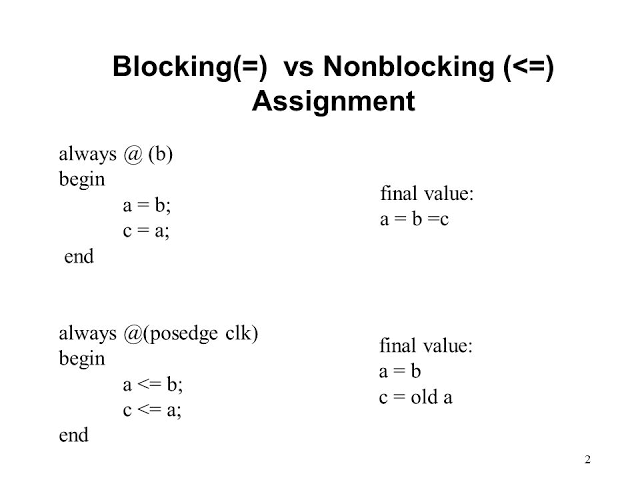 Blocking(=) vs Nonblocking (<=)
Assignment
always @ (b)
begin
a = b;
c = a;
end
final value:
a = b =c
always @(posedge clk)
begin
a <= b;
c <= a;
end
final value:
a = b
c = old a
2